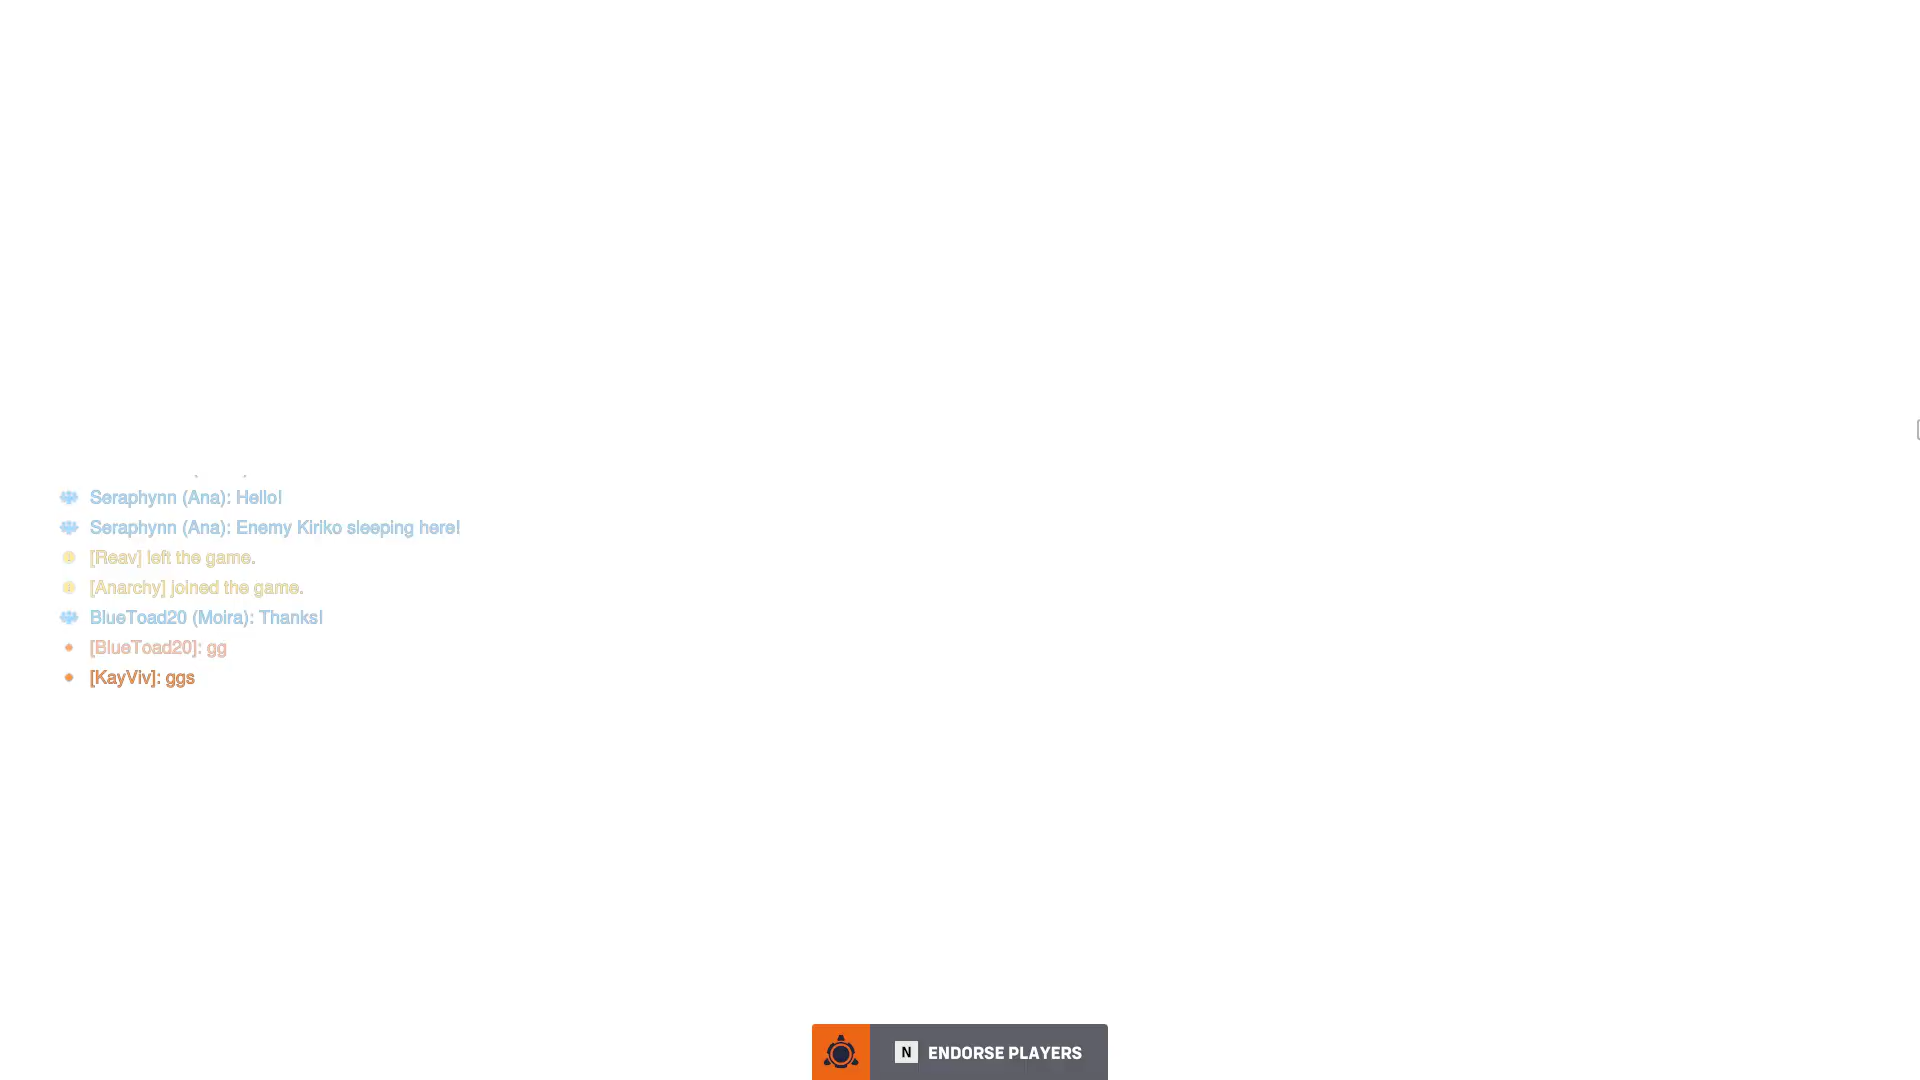 Seraphynn (Ana): Hello!
Seraphynn (Ana): Enemy Kiriko sleeping here!
[Reav] left the game.
[Anarchy] joined the game.
BlueToad20 (Moira): Thanks!
[BlueToad20]: gg
[KayViv]: ggs
N ENDORSE PLAYERS